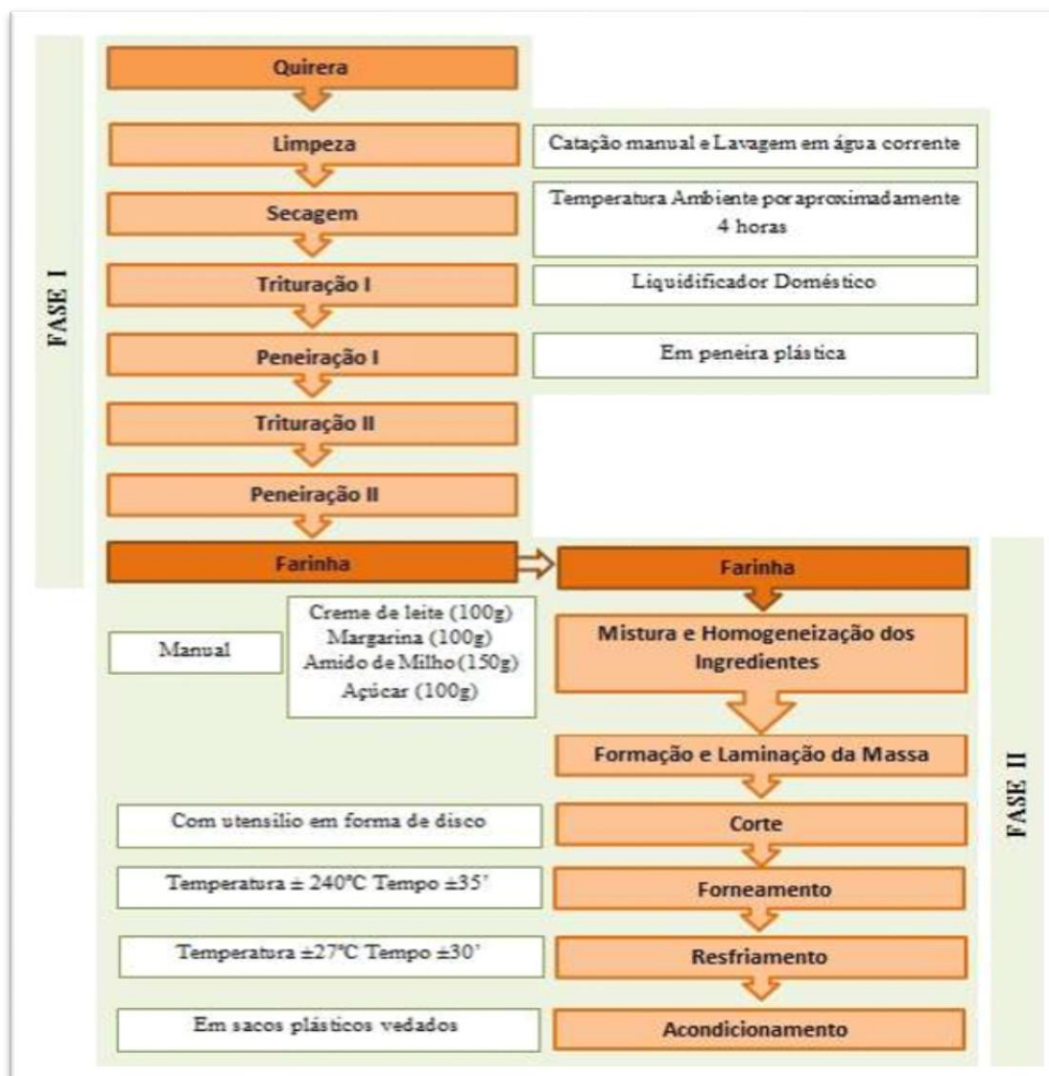 FASE I
Quirera
Limpeza
Catação manual e Lavagem em água corrente
Secagem
Temperatura Ambiente por aproximadamente
4 horas
Trituração I
Liquidificador Doméstico
Peneiração I
Em peneira plástica
Trituração II
Peneiração II
Farinha
FASE II
Farinha
Manual
Creme de leite (100g)
Margarina (100g)
Amido de Milho (150g)
Açúcar (100g)
Mistura e Homogeneização dos
Ingredientes
Formação e Laminação da Massa
Com utensílio em forma de disco
Corte
Temperatura ± 240ºC Tempo ±35’
Forneamento
Temperatura ±27ºC Tempo ±30’
Resfriamento
Em sacos plásticos vedados
Acondicionamento